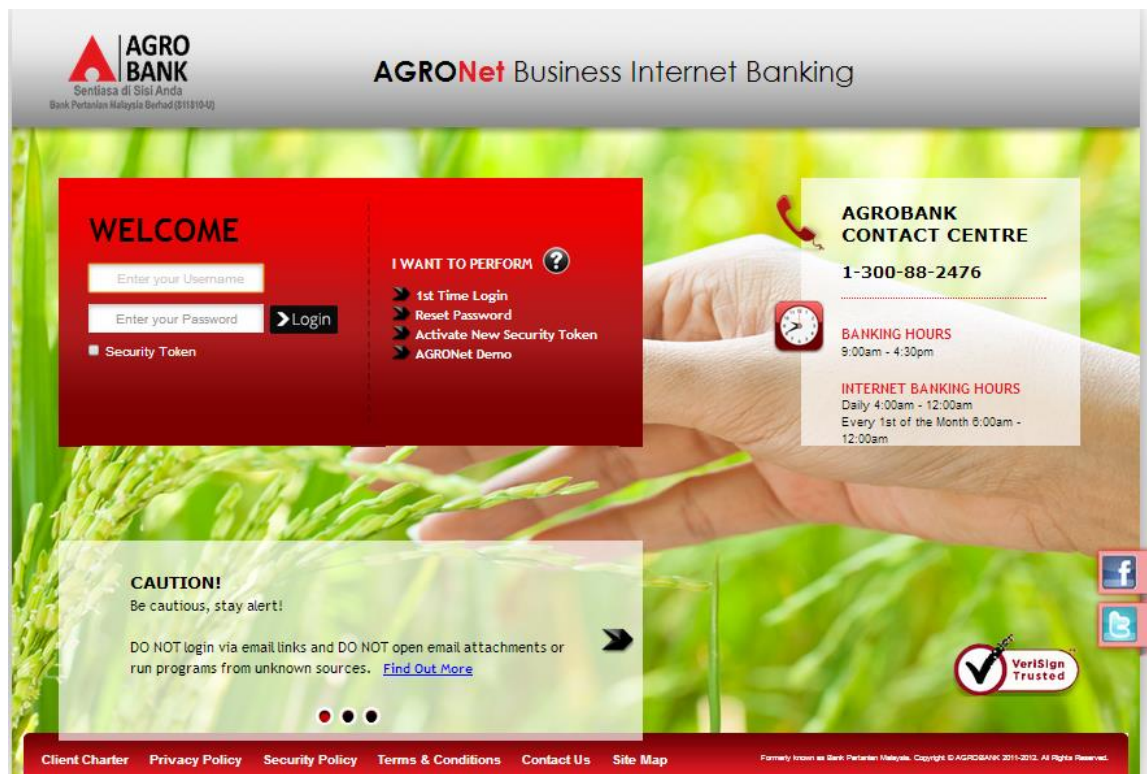 AGRO
BANK
Sentiasa di Sisi Anda
Bank Pertanian Malaysia Berhad (811810-U)
AGRONet Business Internet Banking
WELCOME
Enter your Username
Enter your Password
Login
Security Token
I WANT TO PERFORM ?
1st Time Login
Reset Password
Activate New Security Token
AGRONet Demo
AGROBANK
CONTACT CENTRE
1-300-88-2476
BANKING HOURS
9:00am - 4:30pm
INTERNET BANKING HOURS
Daily 4:00am - 12:00am
Every 1st of the Month 6:00am -
12:00am
CAUTION!
Be cautious, stay alert!
DO NOT login via email links and DO NOT open email attachments or
run programs from unknown sources. Find Out More
f
VeriSign
Trusted
Client Charter Privacy Policy Security Policy Terms & Conditions Contact Us Site Map
Formerly known as Bank Pertanian Malaysia. Copyright © AGROBANK 2011-2012. All Rights Reserved.